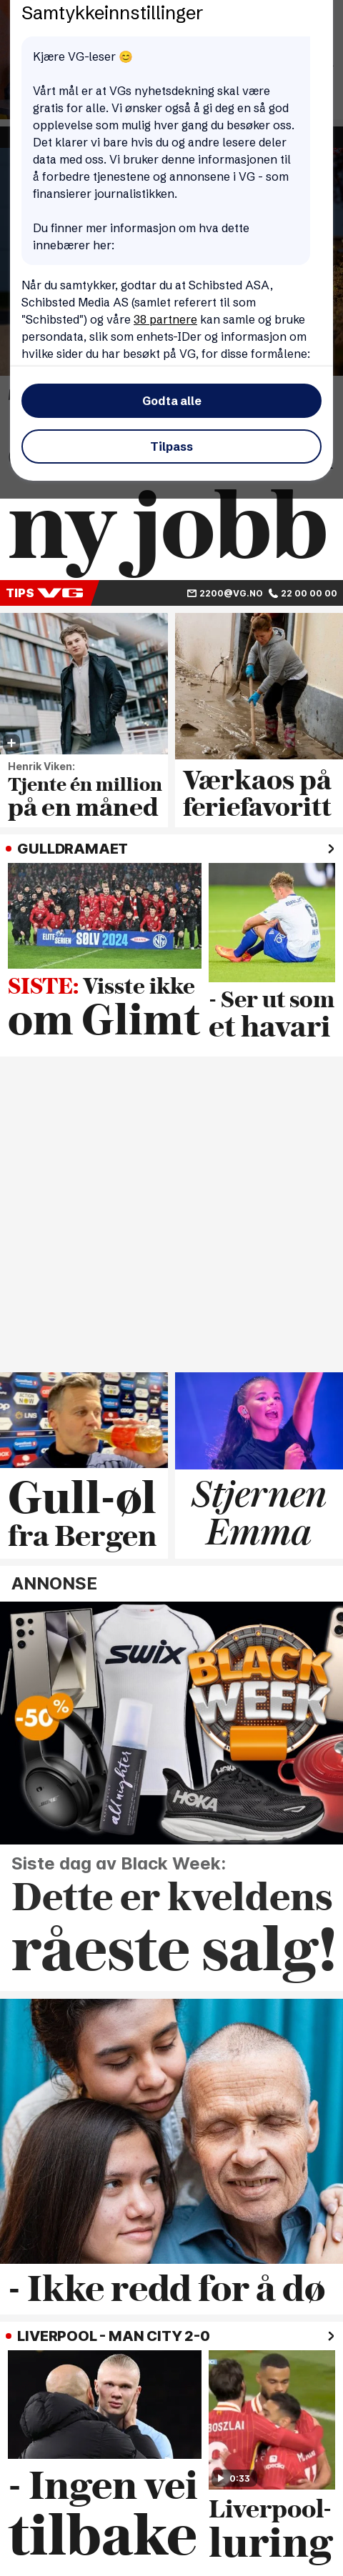 Samtykkeinnstillinger
Kjære VG-leser 😊
Vårt mål er at VGs nyhetsdekning skal være
gratis for alle. Vi ønsker også å gi deg en så god
opplevelse som mulig hver gang du besøker oss.
Det klarer vi bare hvis du og andre lesere deler
data med oss. Vi bruker denne informasjonen til
å forbedre tjenestene og annonsene i VG - som
finansierer journalistikken.
Du finner mer informasjon om hva dette
innebærer her:
Når du samtykker, godtar du at Schibsted ASA,
Schibsted Media AS (samlet referert til som
"Schibsted") og våre 38 partnere kan samle og bruke
persondata, slik som enhets-IDer og informasjon om
hvilke sider du har besøkt på VG, for disse formålene:
Godta alle
Tilpass
ny jobb
TIPS VG 2200@VG.NO 22 00 00 00
Henrik Viken:
Tjente én million
på en måned
Værkaos på
feriefavoritt
GULLDRAMAET
ELITESERIEN SØLV 2024
SISTE: Visste ikke
om Glimt
- Ser ut som
et havari
Gull-øl
fra Bergen
Stjernen
Emma
ANNONSE
SWIX
BLACK
WEEK
-50%
all nighter
HOKA
Siste dag av Black Week:
Dette er kveldens
råeste salg!
- Ikke redd for å dø
LIVERPOOL - MAN CITY 2-0
- Ingen vei
tilbake
BOSZLAI
0:33
Liverpool-
luring